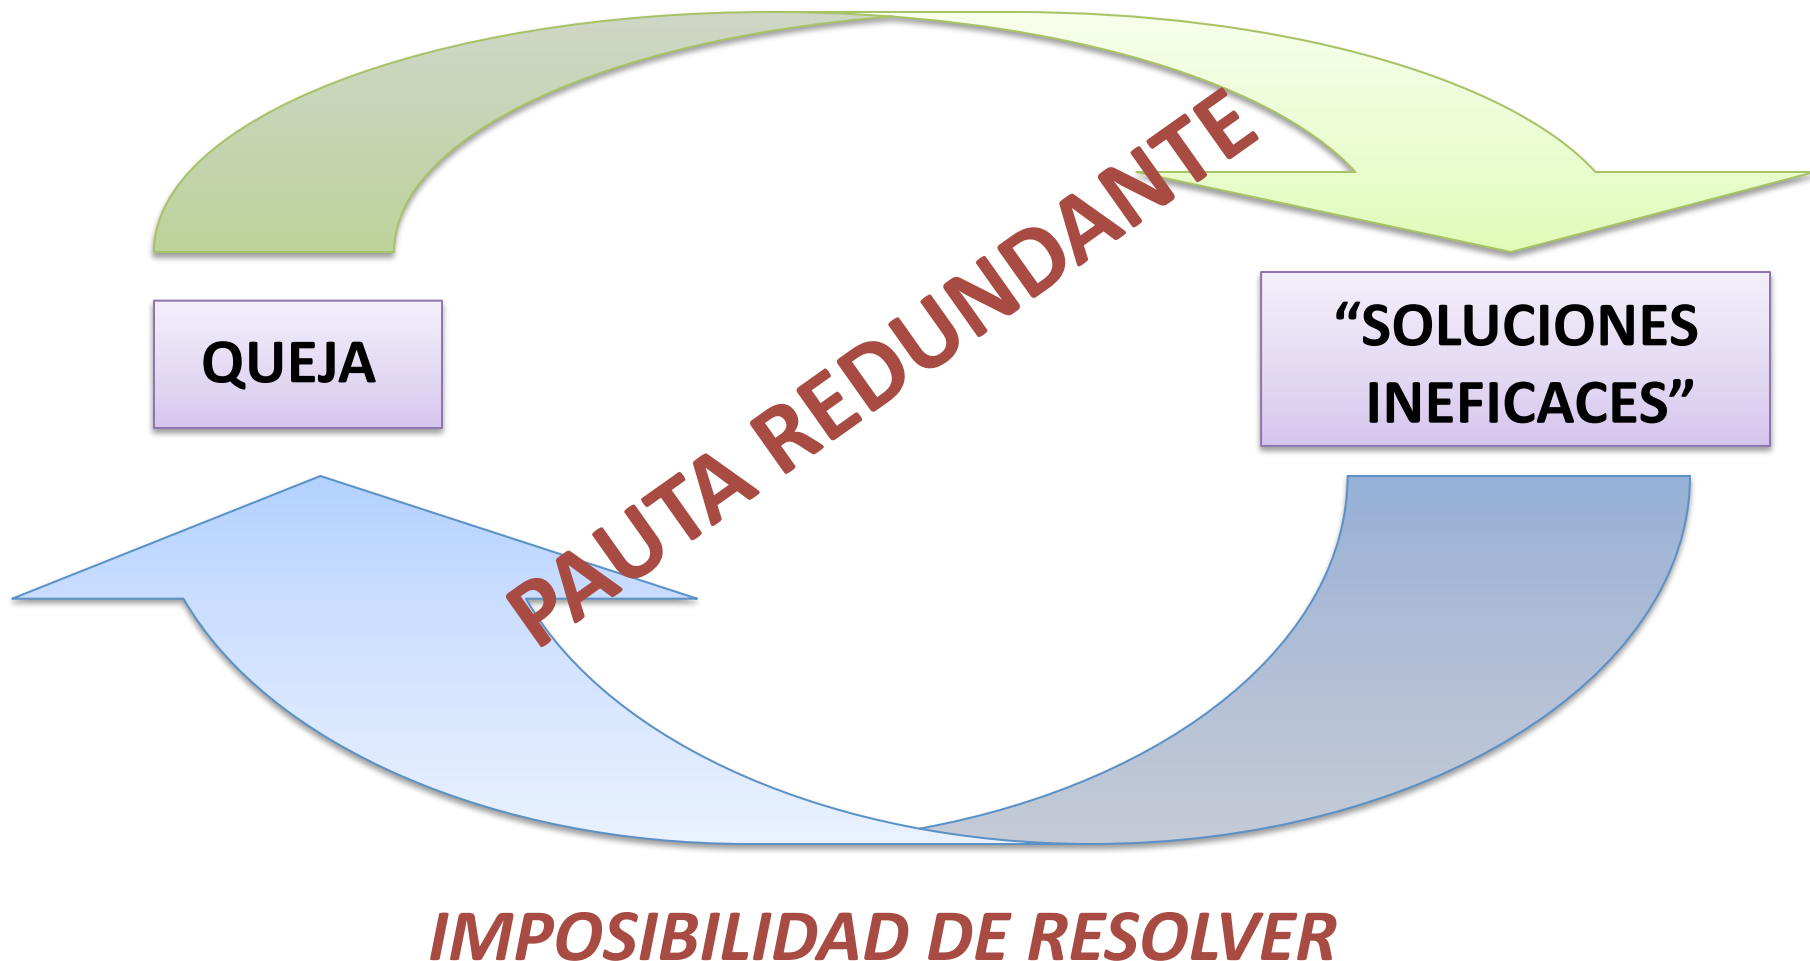 PAUTA REDUNDANTE
QUEJA
“SOLUCIONES
INEFICACES”
IMPOSIBILIDAD DE RESOLVER